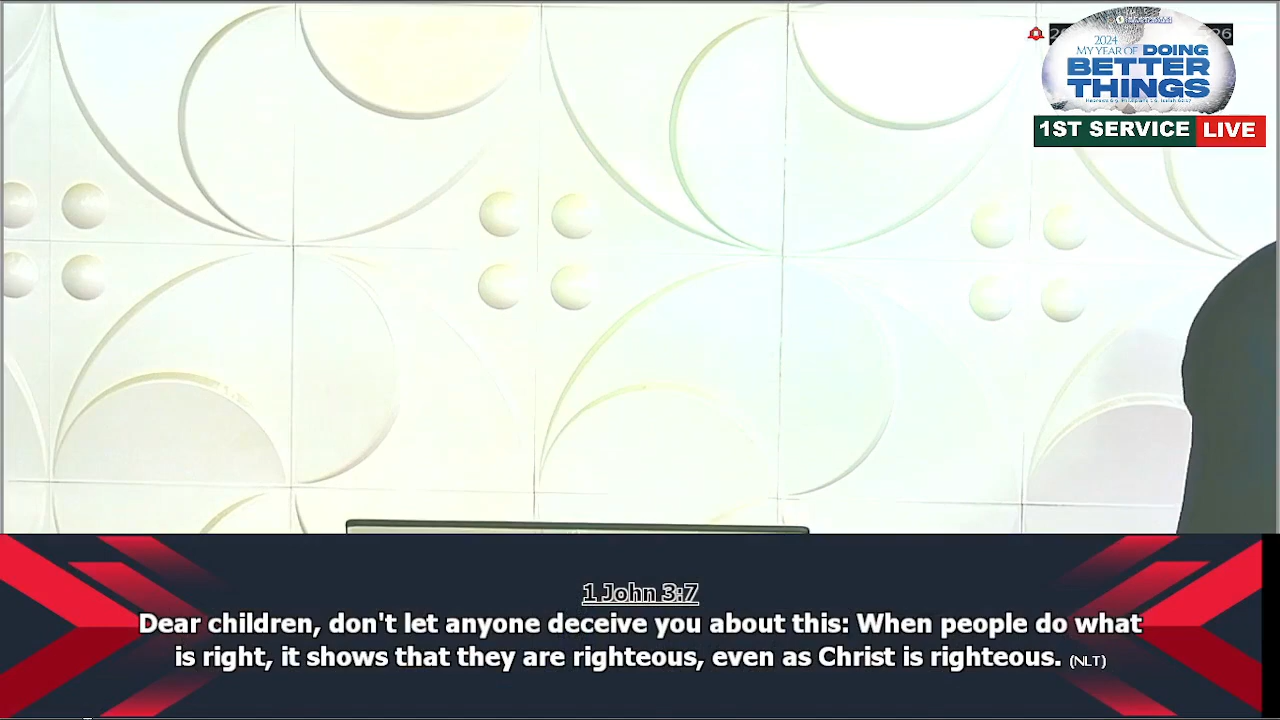 26
2024
MY YEAR OF DOING
BETTER
THINGS
1ST SERVICE LIVE
1 John 3:7
Dear children, don't let anyone deceive you about this: When people do what
is right, it shows that they are righteous, even as Christ is righteous. (NLT)